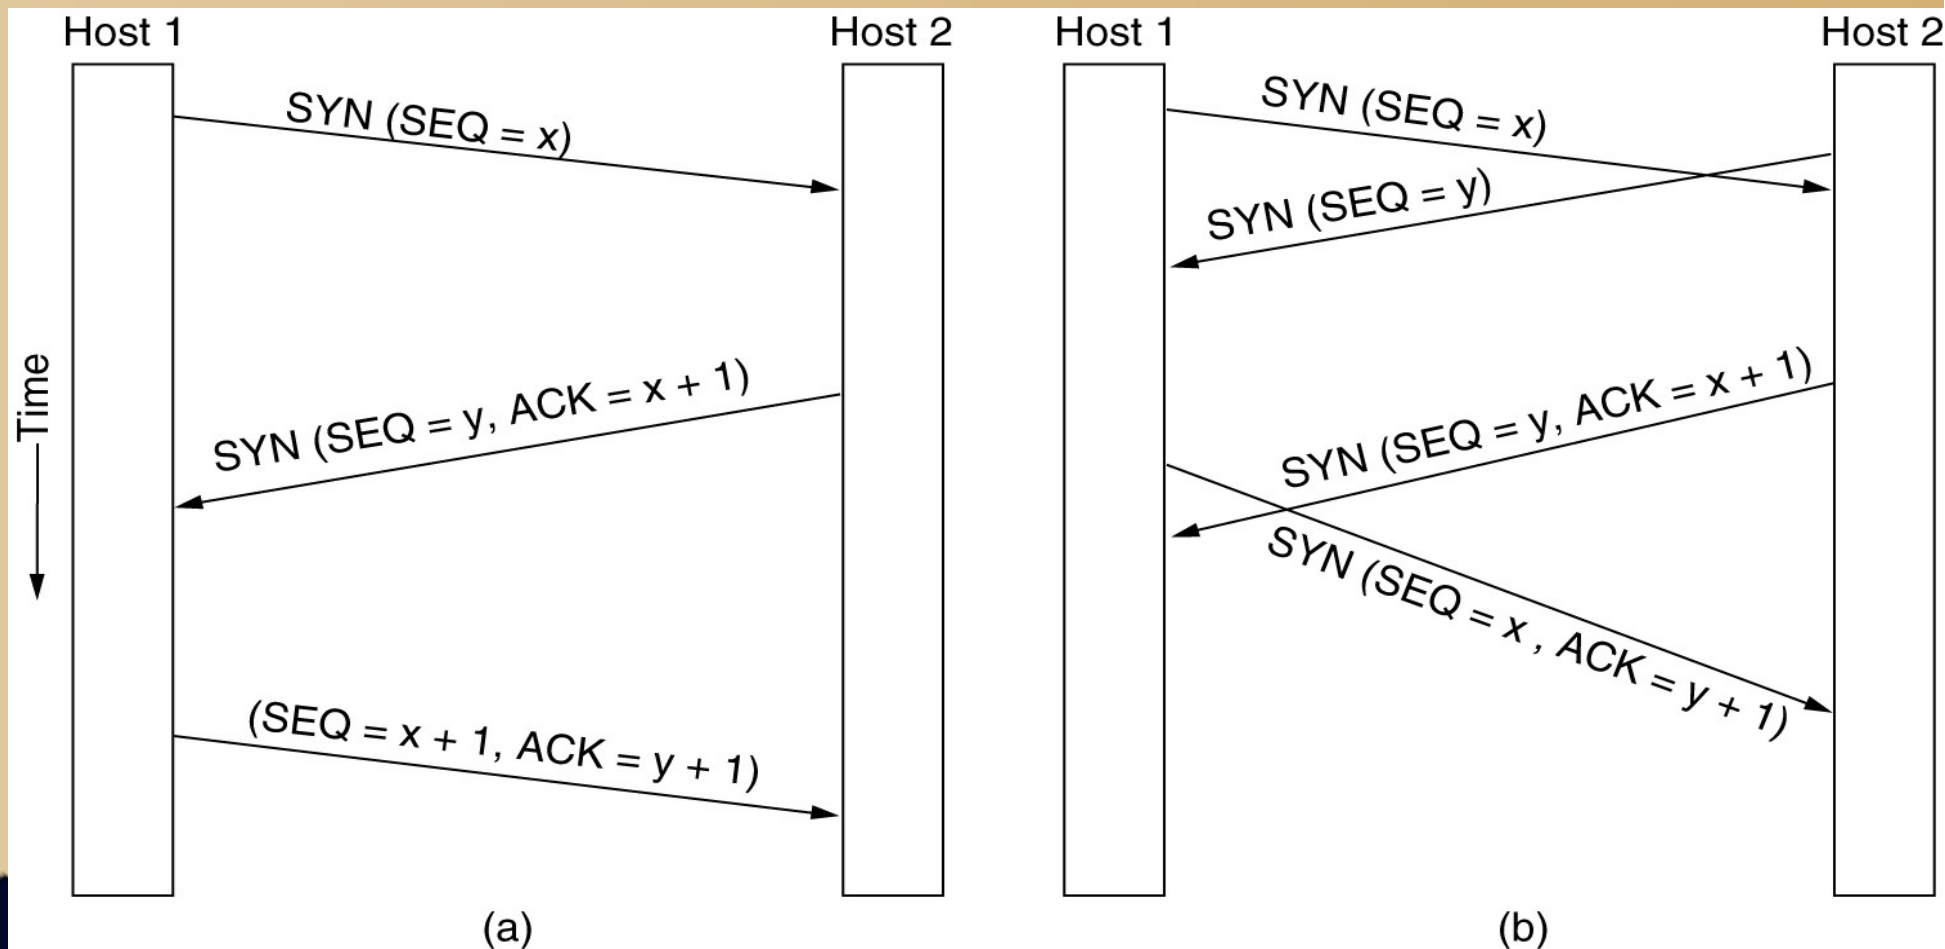 Host 1
Host 2
SYN (SEQ = x)
SYN (SEQ = y, ACK = x + 1)
(SEQ = x + 1, ACK = y + 1)
Time
(a)
Host 1
Host 2
SYN (SEQ = x)
SYN (SEQ = y)
SYN (SEQ = y, ACK = x + 1)
SYN (SEQ = x , ACK = y + 1)
(b)